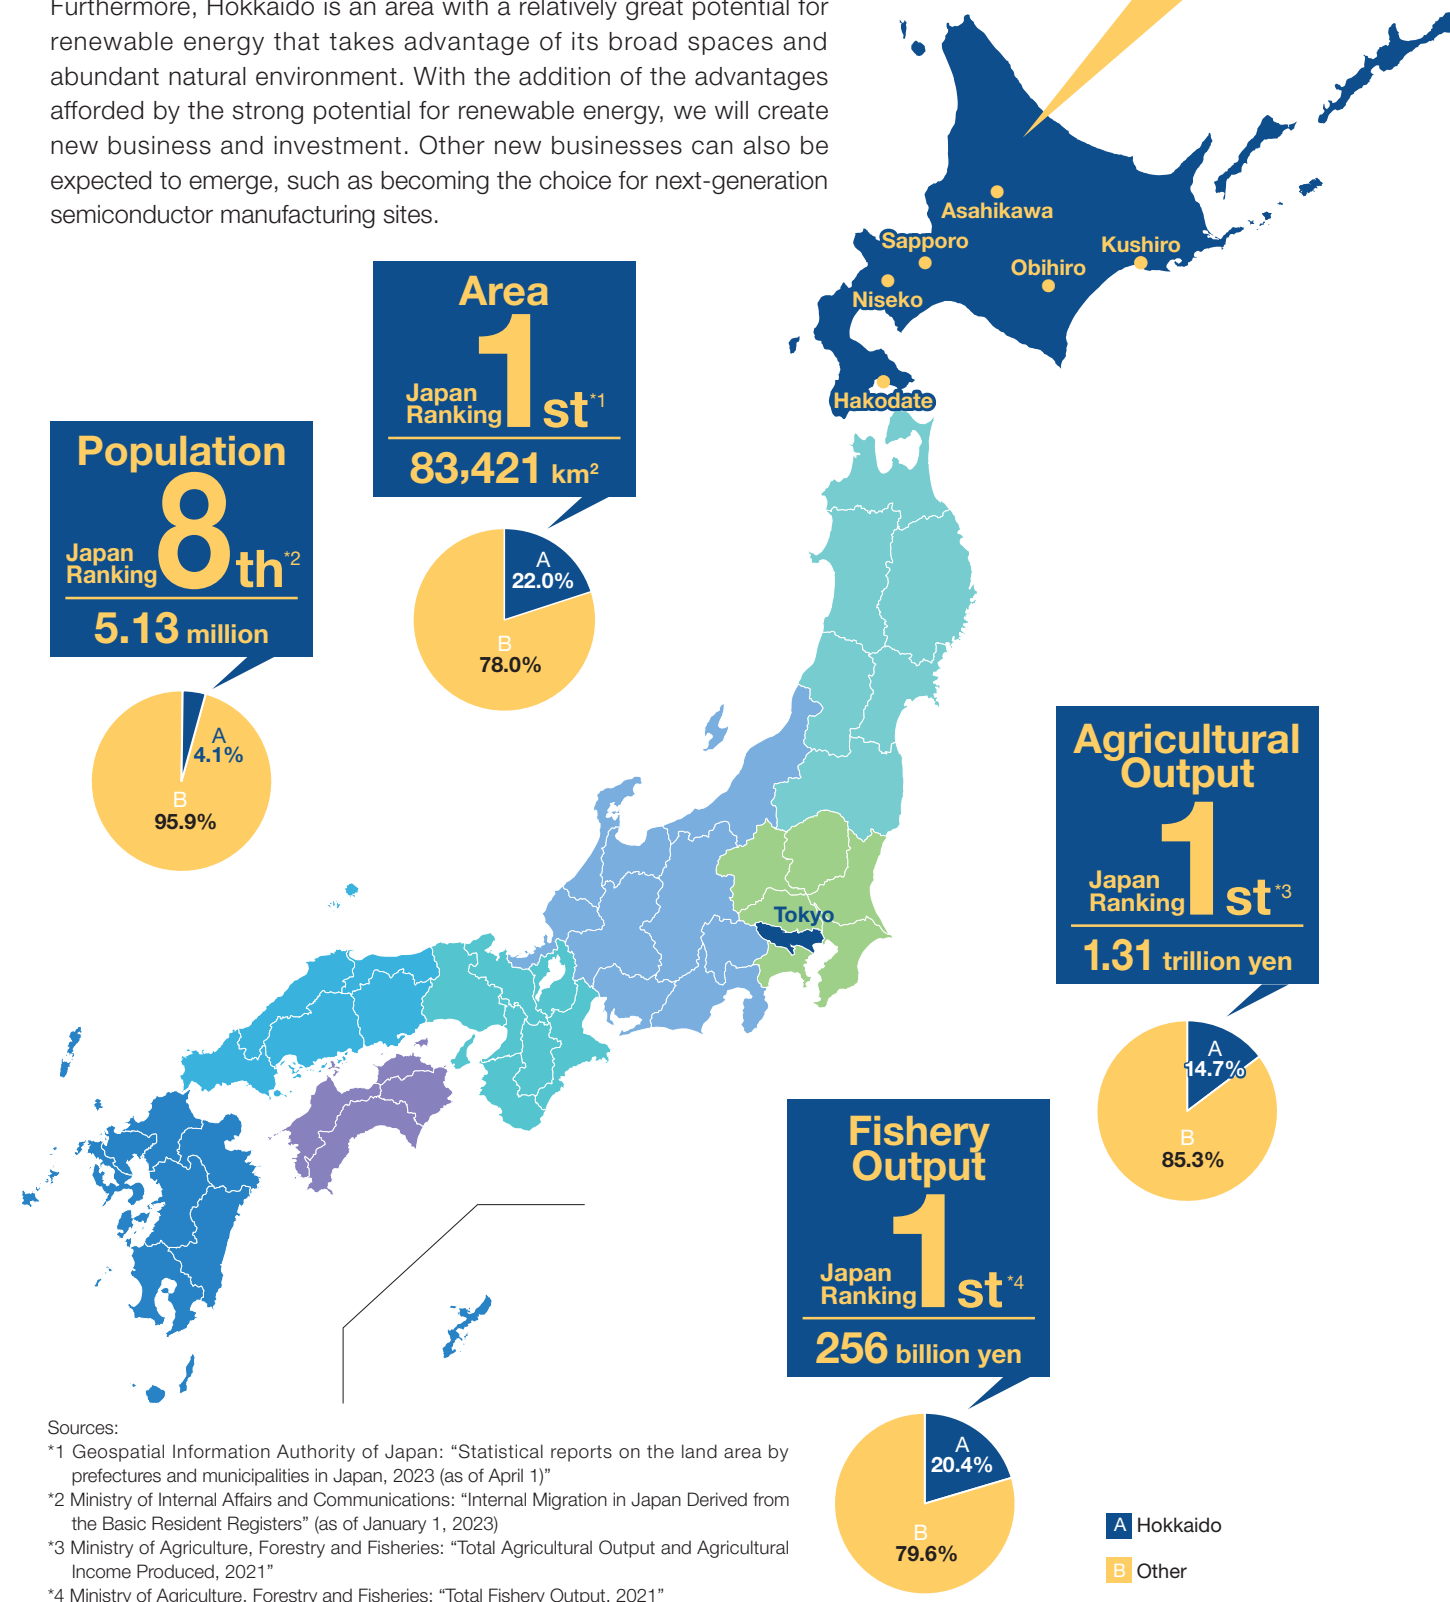 Furthermore, Hokkaido is an area with a relatively great potential for
renewable energy that takes advantage of its broad spaces and
abundant natural environment. With the addition of the advantages
afforded by the strong potential for renewable energy, we will create
new business and investment. Other new businesses can also be
expected to emerge, such as becoming the choice for next-generation
semiconductor manufacturing sites.
Asahikawa
Sapporo
Kushiro
Obihiro
Niseko
Hakodate
Area
Japan
Ranking
1st*1
83,421 km²
A
22.0%
B
78.0%
Population
Japan
Ranking
8th*2
5.13 million
A
4.1%
B
95.9%
Tokyo
Agricultural
Output
Japan
Ranking
1st*3
1.31 trillion yen
A
14.7%
B
85.3%
Fishery
Output
Japan
Ranking
1st*4
256 billion yen
A
20.4%
B
79.6%
A Hokkaido
B Other
Sources:
*1 Geospatial Information Authority of Japan: “Statistical reports on the land area by
prefectures and municipalities in Japan, 2023 (as of April 1)”
*2 Ministry of Internal Affairs and Communications: “Internal Migration in Japan Derived from
the Basic Resident Registers” (as of January 1, 2023)
*3 Ministry of Agriculture, Forestry and Fisheries: “Total Agricultural Output and Agricultural
Income Produced, 2021”
*4 Ministry of Agriculture, Forestry and Fisheries: “Total Fishery Output, 2021”